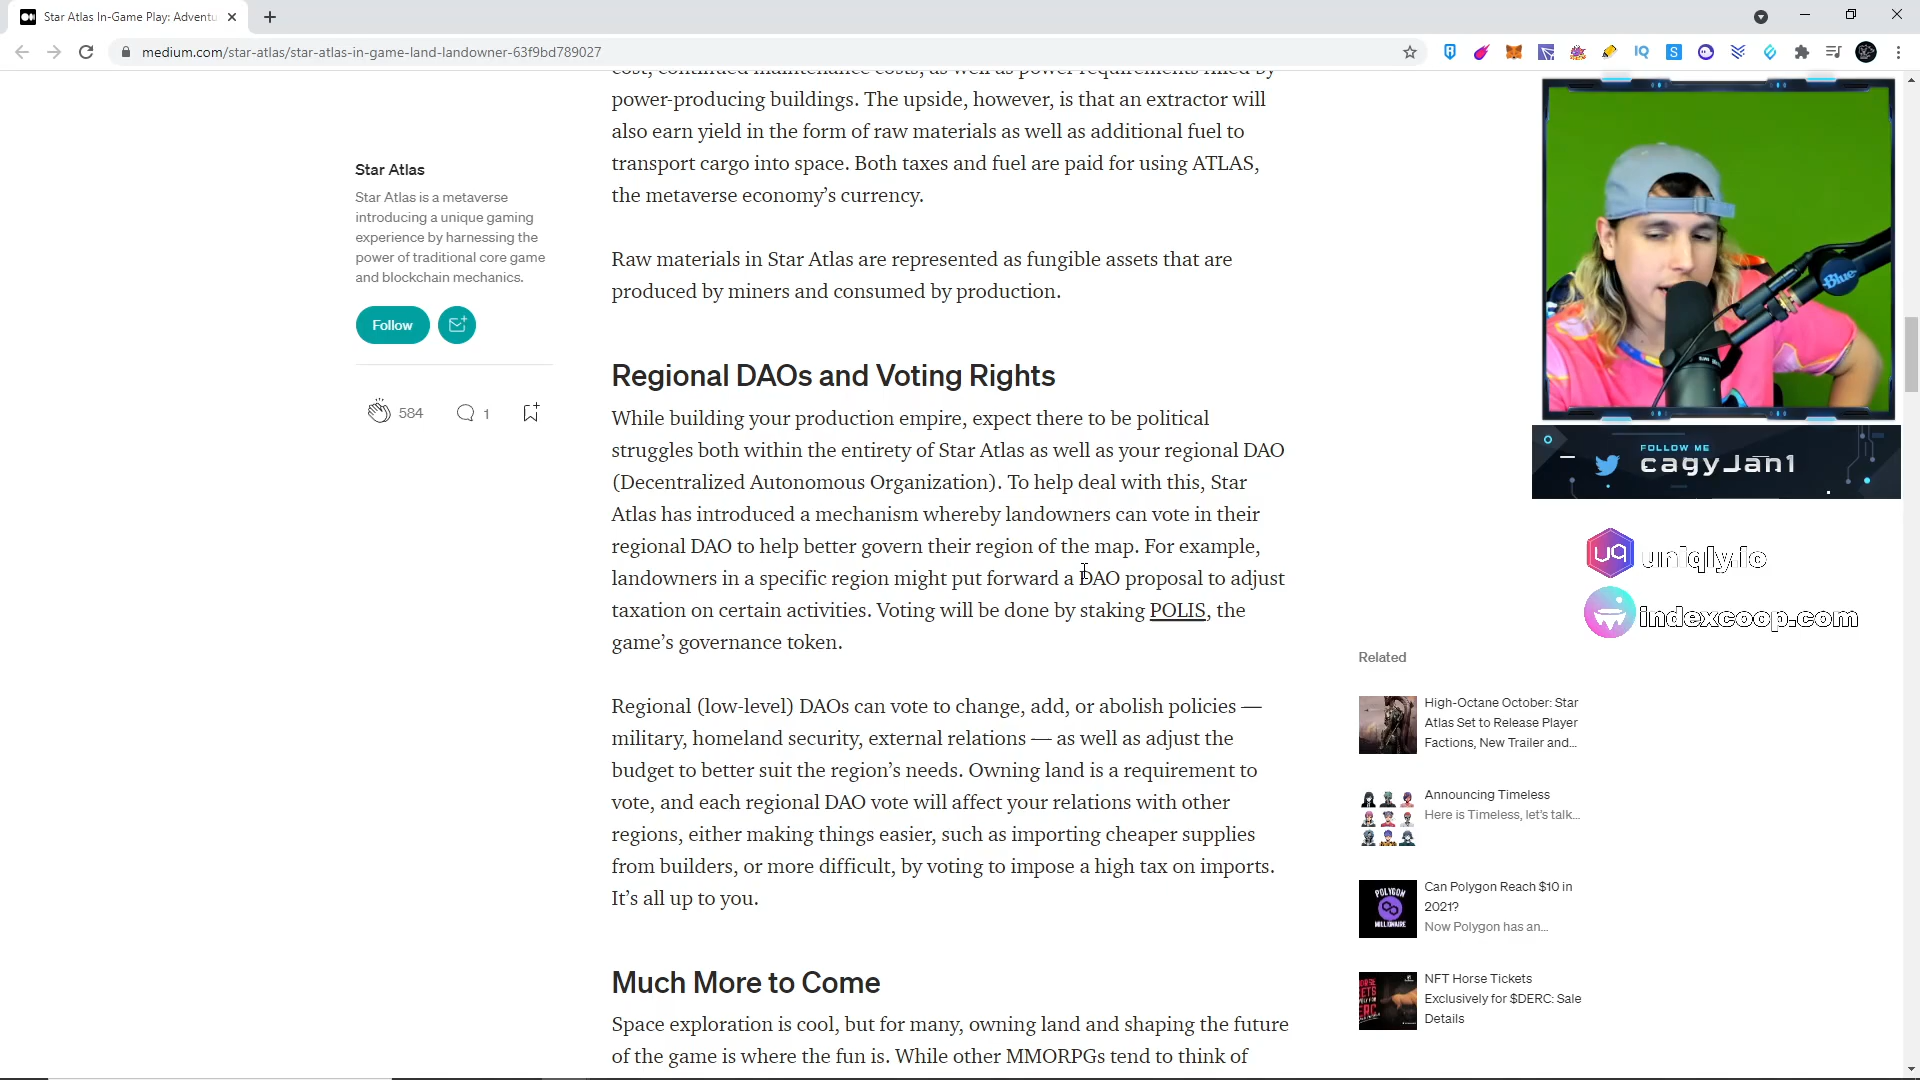 Star Atlas In-Game Play: Adventu
medium.com/star-atlas/star-atlas-in-game-land-landowner-63f9bd789027
cost, continued maintenance costs, as well as power requirements filled by
power-producing buildings. The upside, however, is that an extractor will
also earn yield in the form of raw materials as well as additional fuel to
transport cargo into space. Both taxes and fuel are paid for using ATLAS,
the metaverse economy's currency.
Raw materials in Star Atlas are represented as fungible assets that are
produced by miners and consumed by production.
Star Atlas
Star Atlas is a metaverse
introducing a unique gaming
experience by harnessing the
power of traditional core game
and blockchain mechanics.
Follow
584
1
Regional DAOs and Voting Rights
While building your production empire, expect there to be political
struggles both within the entirety of Star Atlas as well as your regional DAO
(Decentralized Autonomous Organization). To help deal with this, Star
Atlas has introduced a mechanism whereby landowners can vote in their
regional DAO to help better govern their region of the map. For example,
landowners in a specific region might put forward a DAO proposal to adjust
taxation on certain activities. Voting will be done by staking POLIS, the
game's governance token.
Regional (low-level) DAOs can vote to change, add, or abolish policies —
military, homeland security, external relations — as well as adjust the
budget to better suit the region's needs. Owning land is a requirement to
vote, and each regional DAO vote will affect your relations with other
regions, either making things easier, such as importing cheaper supplies
from builders, or more difficult, by voting to impose a high tax on imports.
It's all up to you.
Much More to Come
Space exploration is cool, but for many, owning land and shaping the future
of the game is where the fun is. While other MMORPGs tend to think of
Blue
FOLLOW ME
cagyJan1
uniqly.io
indexcoop.com
Related
High-Octane October: Star
Atlas Set to Release Player
Factions, New Trailer and...
Announcing Timeless
Here is Timeless, let's talk...
POLYGON
MILLIONAIRE
Can Polygon Reach $10 in
2021?
Now Polygon has an...
NFT Horse Tickets
Exclusively for $DERC: Sale
Details